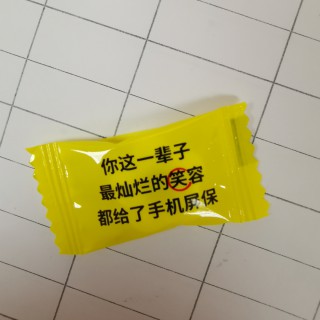 你这一辈子
最灿烂的笑容
都给了手机屏保